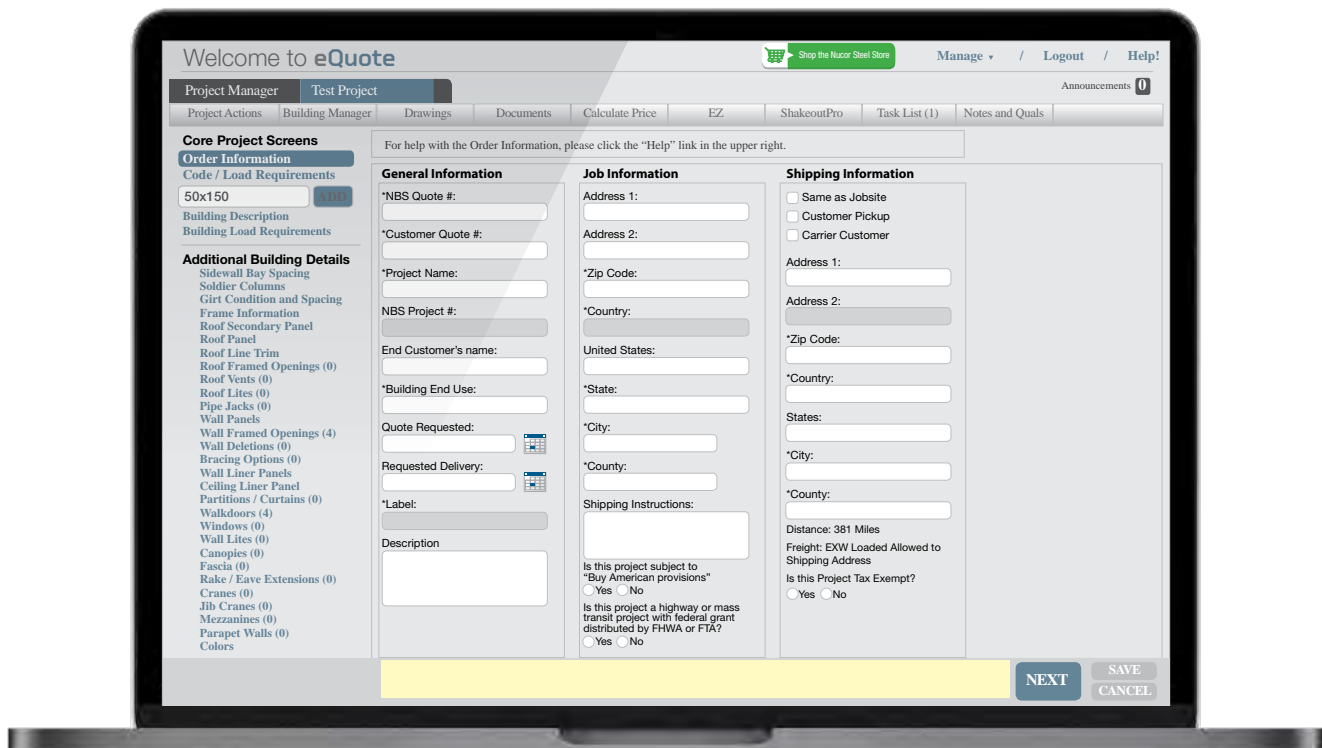 Welcome to eQuote
Shop the Nucor Steel Store
Manage / Logout / Help!
Project Manager Test Project
Announcements 0
Project Actions Building Manager Drawings Documents Calculate Price EZ ShakeoutPro Task List (1) Notes and Quals
Core Project Screens
Order Information
Code / Load Requirements
50x150 ADD
Building Description
Building Load Requirements
Additional Building Details
Sidewall Bay Spacing
Soldier Columns
Girt Condition and Spacing
Frame Information
Roof Secondary Panel
Roof Panel
Roof Line Trim
Roof Framed Openings (0)
Roof Vents (0)
Roof Lites (0)
Pipe Jacks (0)
Wall Panels
Wall Framed Openings (4)
Wall Deletions (0)
Bracing Options (0)
Wall Liner Panels
Ceiling Liner Panel
Partitions / Curtains (0)
Walkdoors (4)
Windows (0)
Wall Lites (0)
Canopies (0)
Fascia (0)
Rake / Eave Extensions (0)
Cranes (0)
Jib Cranes (0)
Mezzanines (0)
Parapet Walls (0)
Colors
For help with the Order Information, please click the “Help” link in the upper right.
General Information
*NBS Quote #:
*Customer Quote #:
*Project Name:
NBS Project #:
End Customer's name:
*Building End Use:
Quote Requested:
Requested Delivery:
*Label:
Description
Job Information
Address 1:
Address 2:
*Zip Code:
*Country:
United States:
*State:
*City:
*County:
Shipping Instructions:
Is this project subject to
“Buy American provisions”
Yes No
Is this project a highway or mass
transit project with federal grant
distributed by FHWA or FTA?
Yes No
Shipping Information
Same as Jobsite
Customer Pickup
Carrier Customer
Address 1:
Address 2:
*Zip Code:
*Country:
States:
*City:
*County:
Distance: 381 Miles
Freight: EXW Loaded Allowed to
Shipping Address
Is this Project Tax Exempt?
Yes No
NEXT
SAVE
CANCEL